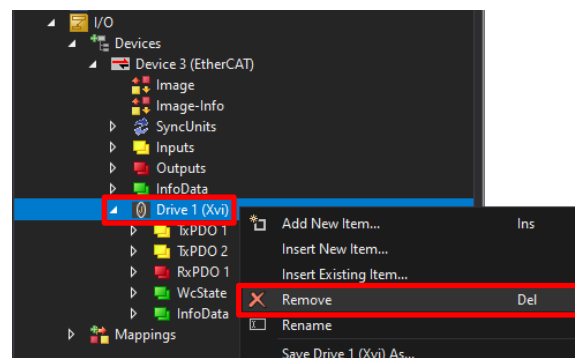 I/O
Devices
Device 3 (EtherCAT)
Image
Image-Info
SyncUnits
Inputs
Outputs
InfoData
Drive 1 (Xvi)
TxPDO 1
TxPDO 2
RxPDO 1
WcState
InfoData
Mappings
Add New Item... Ins
Insert New Item...
Insert Existing Item...
Remove Del
Rename
Save Drive 1 (Xvi) As...